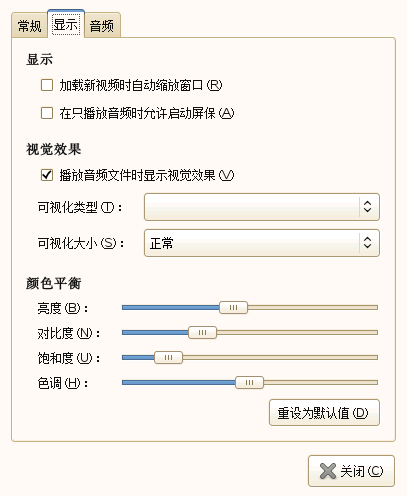 常规 显示 音频
显示
加载新视频时自动缩放窗口(R)
在只播放音频时允许启动屏保(A)
视觉效果
播放音频文件时显示视觉效果(V)
可视化类型(T)：
可视化大小(S)： 正常
颜色平衡
亮度(B)：
对比度(N)：
饱和度(U)：
色调(H)：
重设为默认值(D)
关闭(C)